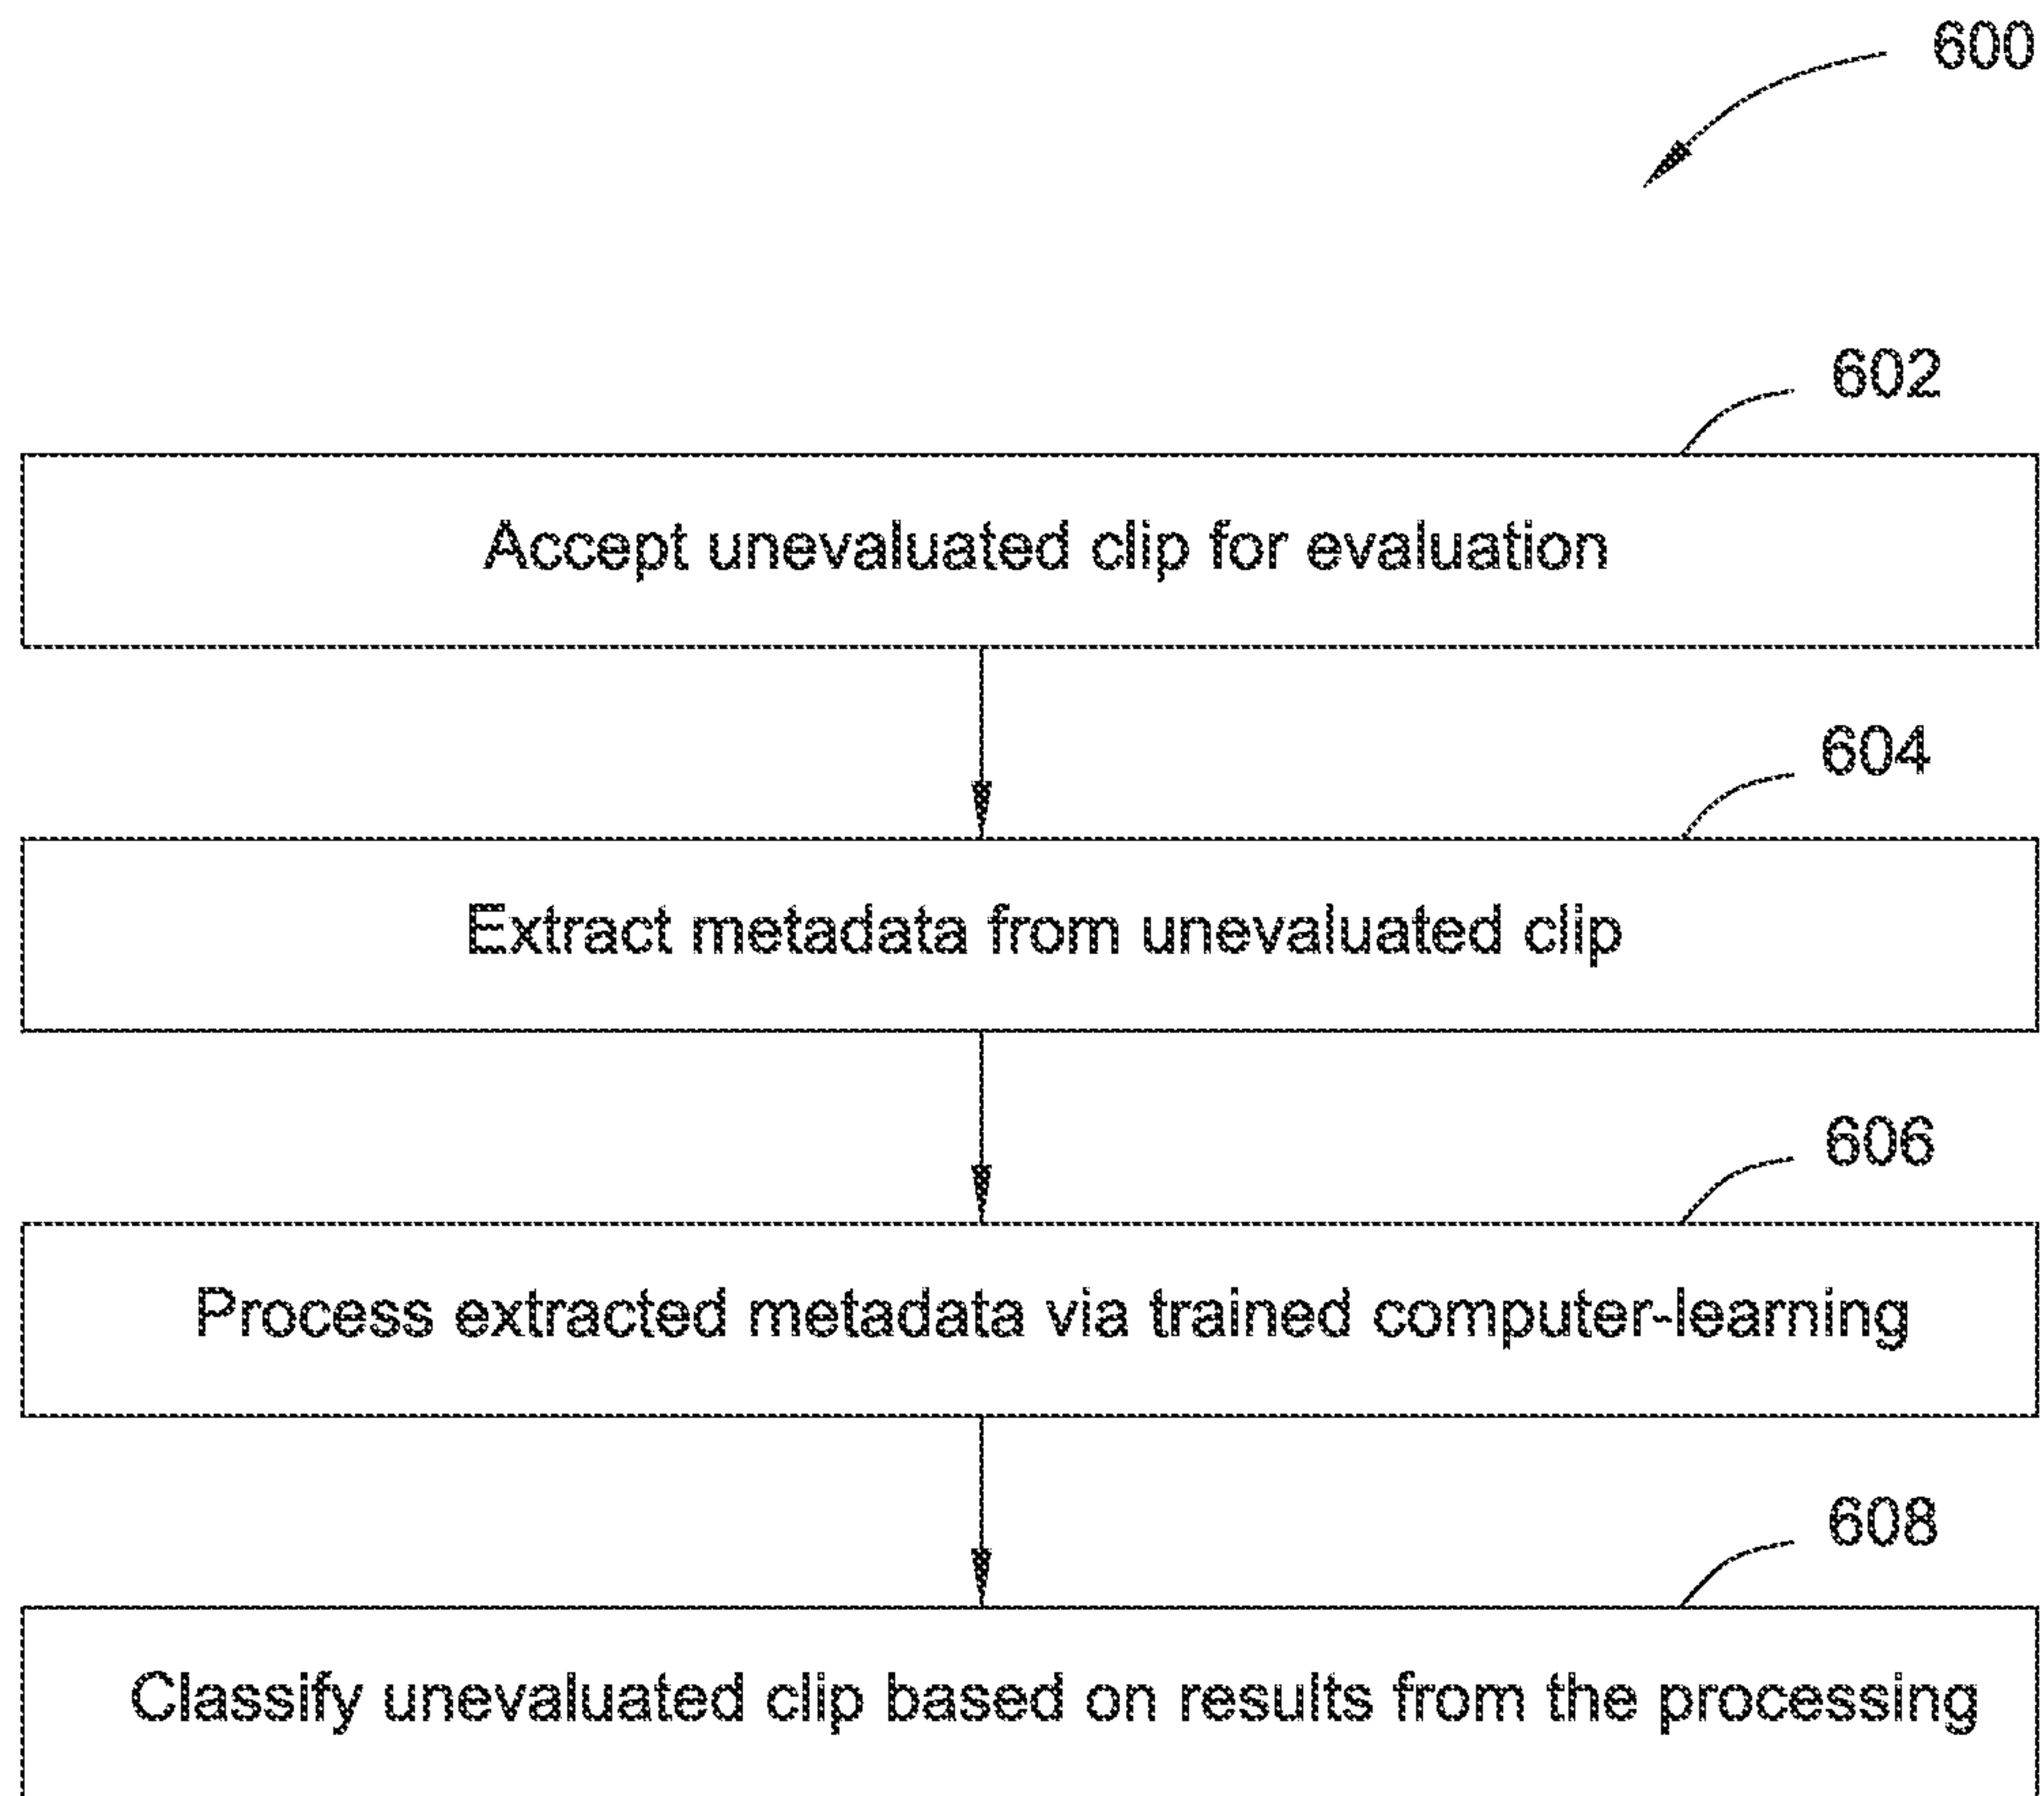 600
602
Accept unevaluated clip for evaluation
604
Extract metadata from unevaluated clip
606
Process extracted metadata via trained computer-learning
608
Classify unevaluated clip based on results from the processing